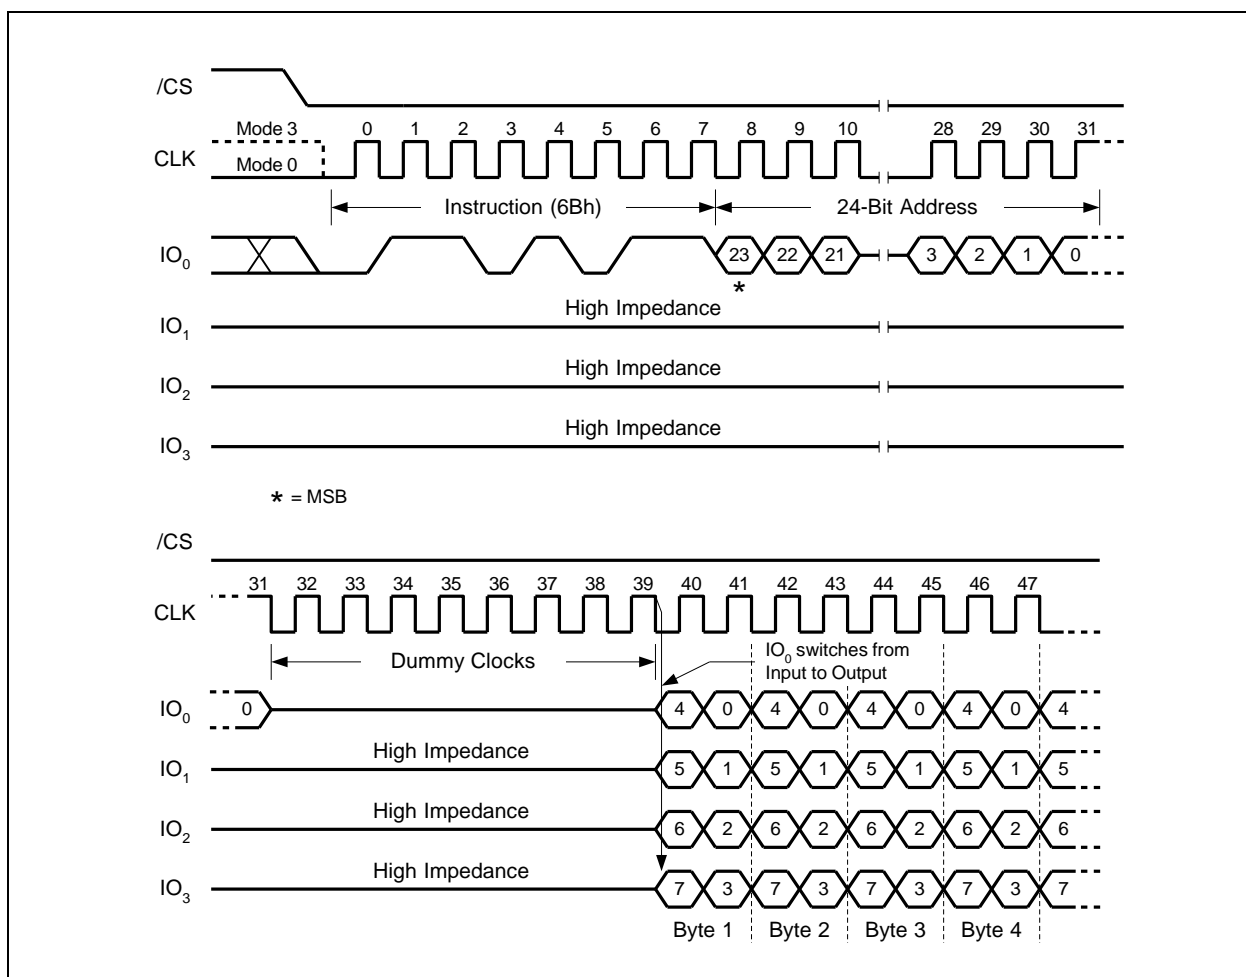 /CS
Mode 3
0 1 2 3 4 5 6 7 8 9 10 28 29 30 31
CLK
Mode 0
Instruction (6Bh)
24-Bit Address
IO0
23 22 21 3 2 1 0
*
High Impedance
IO1
High Impedance
IO2
High Impedance
IO3
* = MSB
/CS
31 32 33 34 35 36 37 38 39 40 41 42 43 44 45 46 47
CLK
IO0 switches from
Input to Output
Dummy Clocks
IO0
0 4 0 4 0 4 0 4 0 4
High Impedance
IO1
5 1 5 1 5 1 5 1 5
High Impedance
IO2
6 2 6 2 6 2 6 2 6
High Impedance
IO3
7 3 7 3 7 3 7 3 7
Byte 1 Byte 2 Byte 3 Byte 4